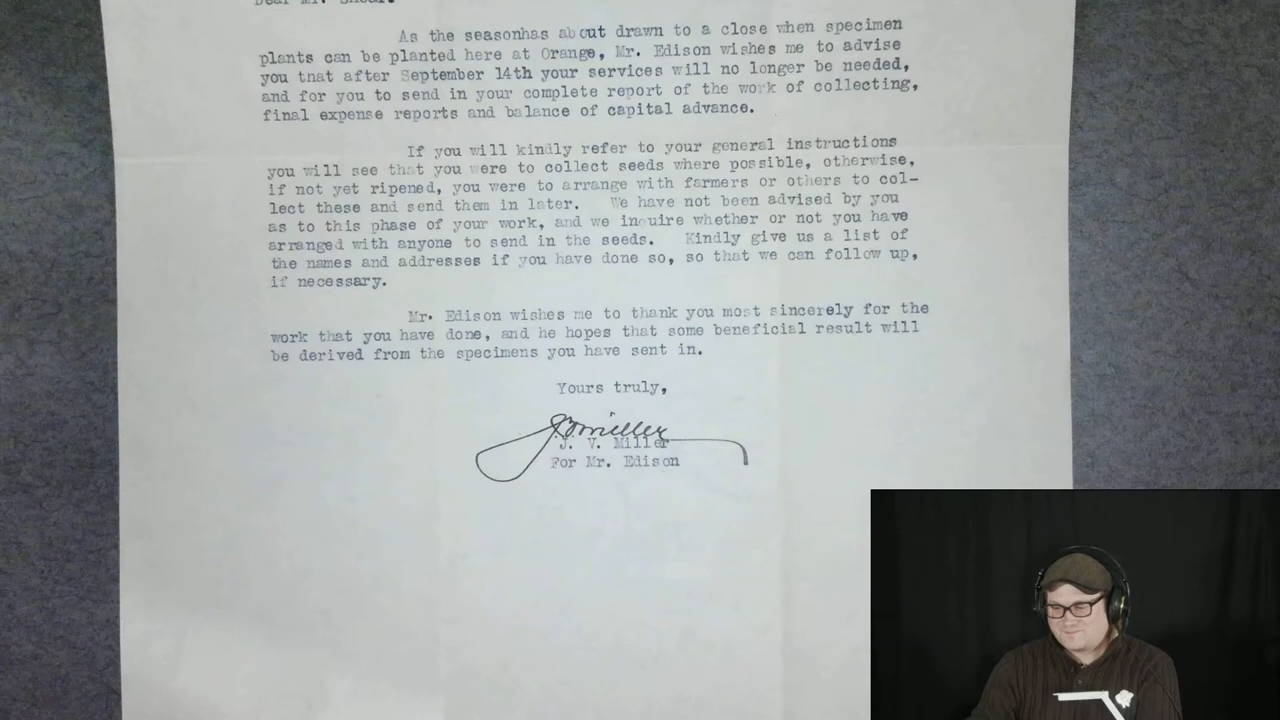 Dear Mr.
As the seasonhas about drawn to a close when specimen
plants can be planted here at Orange, Mr. Edison wishes me to advise
you tnat after September 14th your services will no longer be needed,
and for you to send in your complete report of the work of collecting,
final expense reports and balance of capital advance.
If you will kindly refer to your general instructions
you will see that you were to collect seeds where possible, otherwise,
if not yet ripened, you were to arrange with farmers or others to col-
lect these and send them in later. We have not been advised by you
as to this phase of your work, and we inquire whether or not you have
arranged with anyone to send in the seeds. Kindly give us a list of
the names and addresses if you have done so, so that we can follow up,
if necessary.
Mr. Edison wishes me to thank you most sincerely for the
work that you have done, and he hopes that some beneficial result will
be derived from the specimens you have sent in.
Yours truly,
JVMiller
J. V. Miller
For Mr. Edison